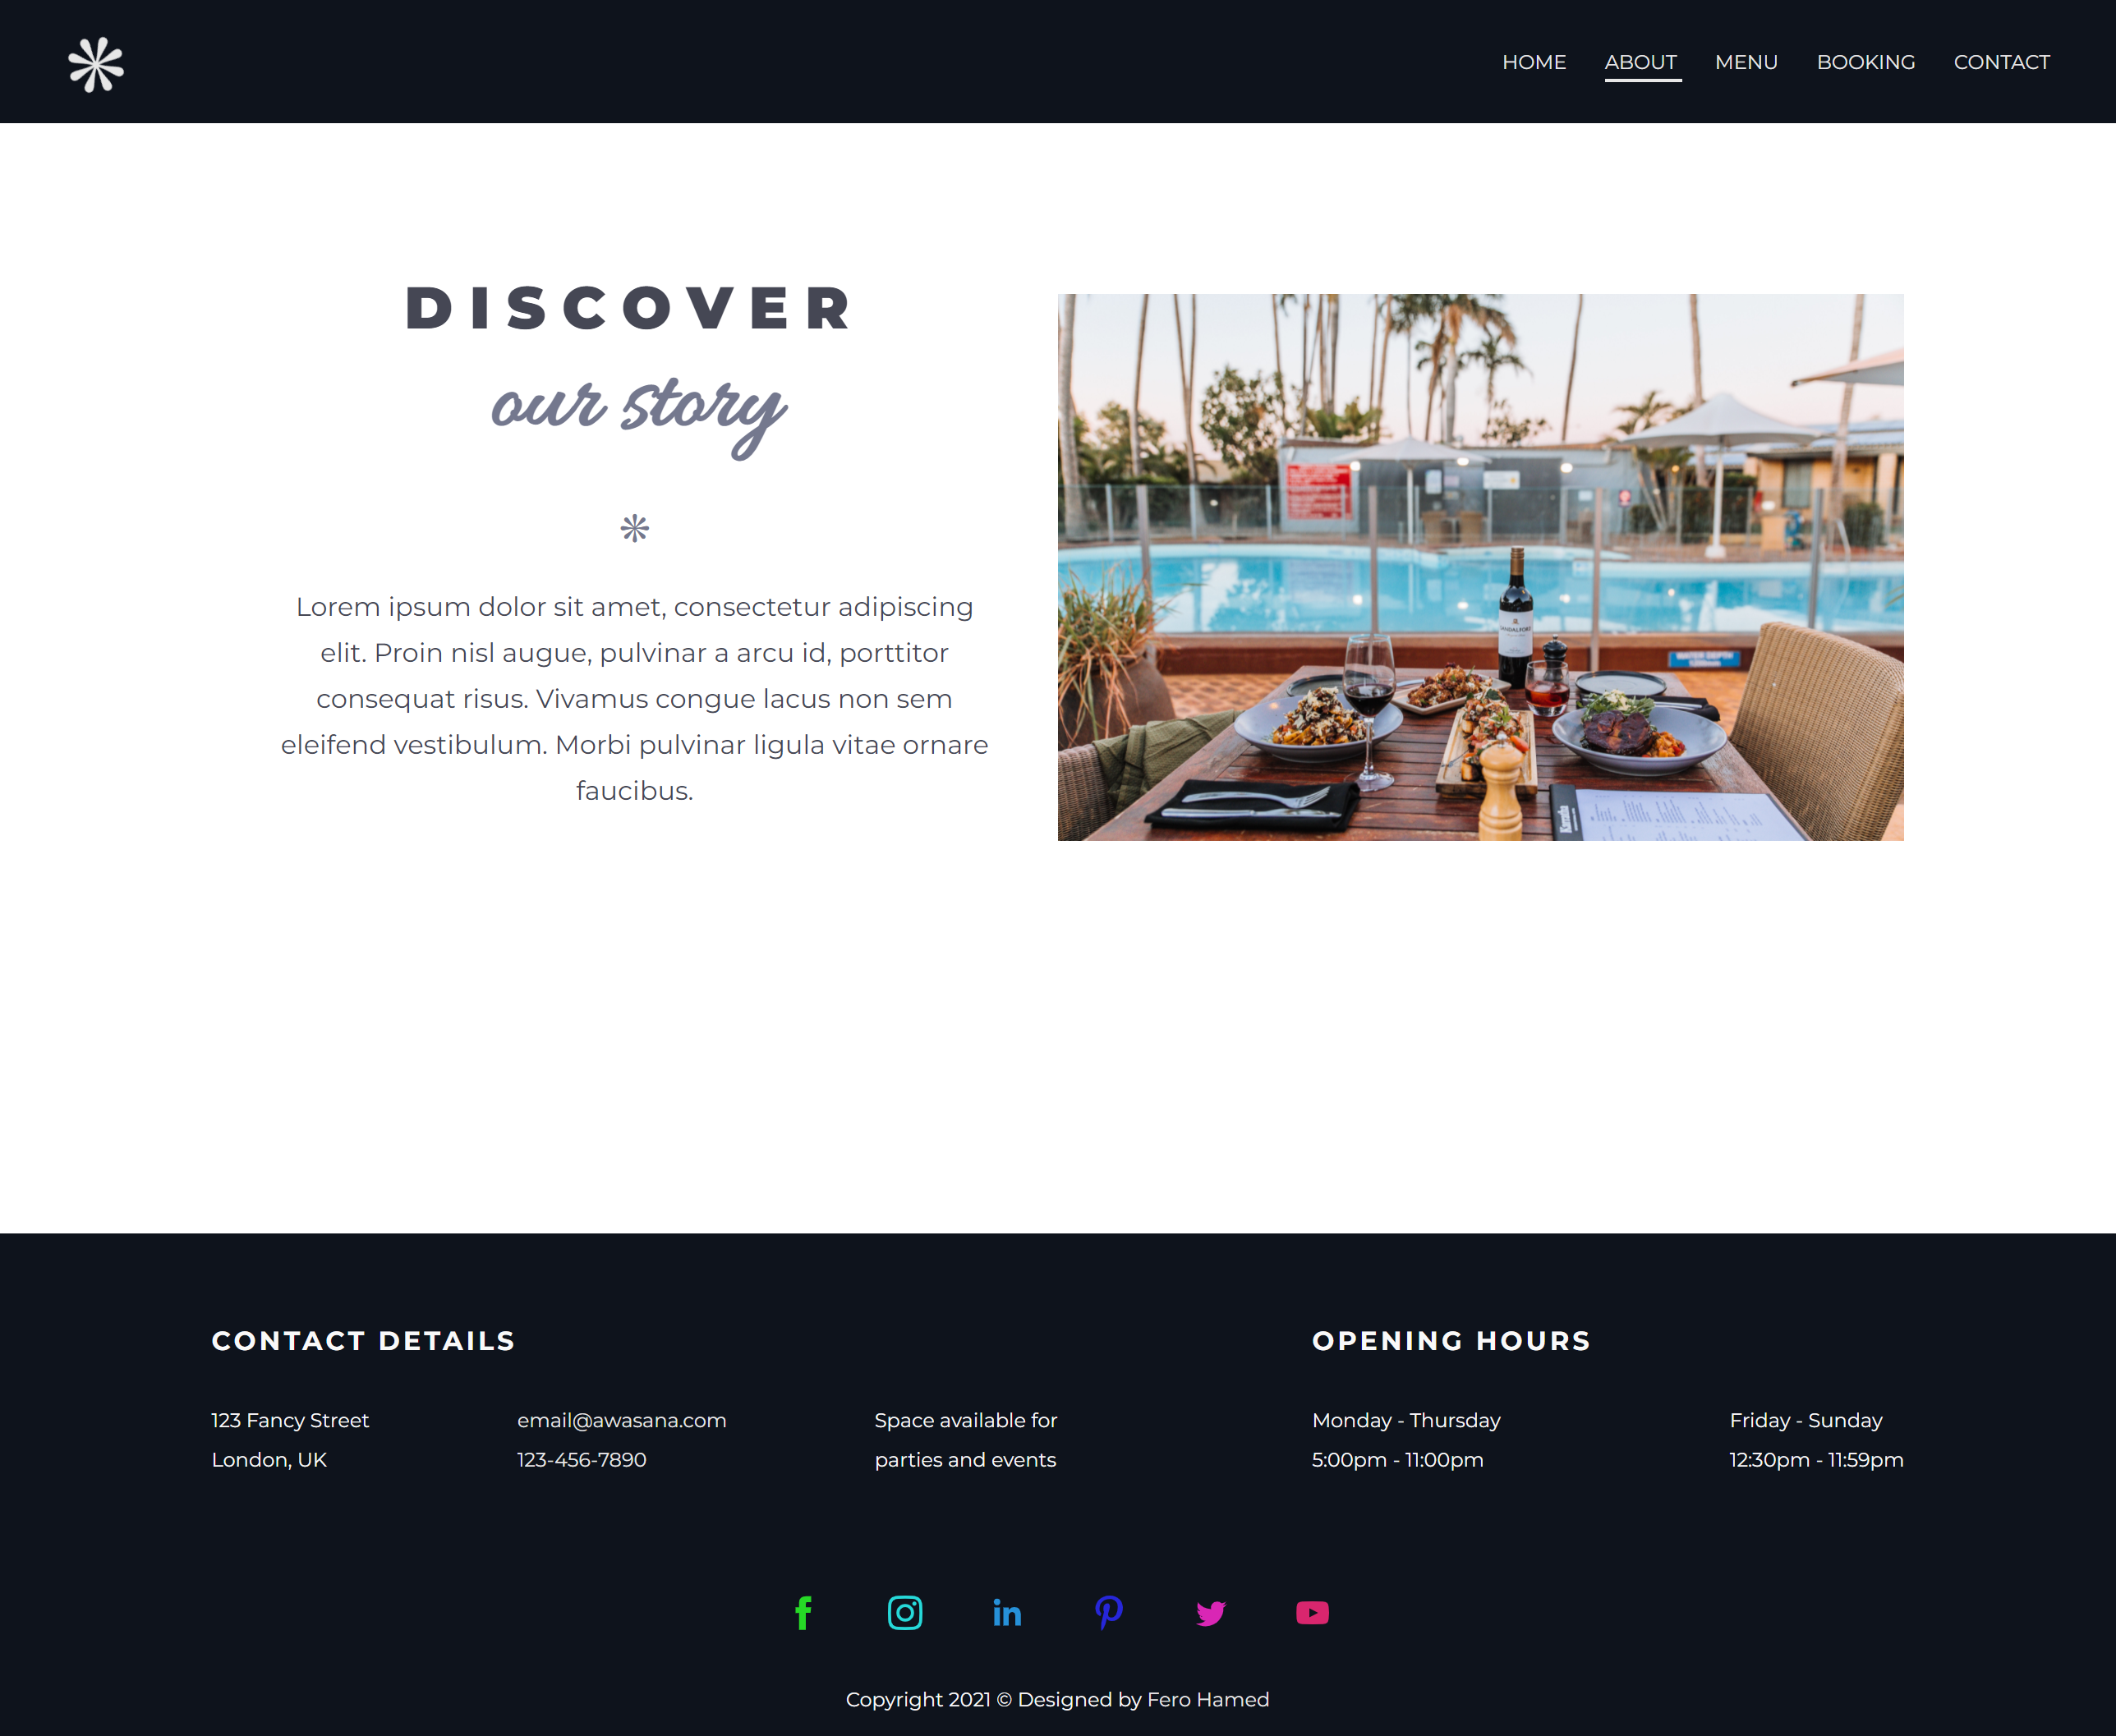 HOME ABOUT MENU BOOKING CONTACT
DISCOVER
our story
Lorem ipsum dolor sit amet, consectetur adipiscing
elit. Proin nisl augue, pulvinar a arcu id, porttitor
consequat risus. Vivamus congue lacus non sem
eleifend vestibulum. Morbi pulvinar ligula vitae ornare
faucibus.
SANDALFORD
WATER DEPTH
CONTACT DETAILS
123 Fancy Street
London, UK
email@awasana.com
123-456-7890
Space available for
parties and events
OPENING HOURS
Monday - Thursday
5:00pm - 11:00pm
Friday - Sunday
12:30pm - 11:59pm
Copyright 2021 © Designed by Fero Hamed